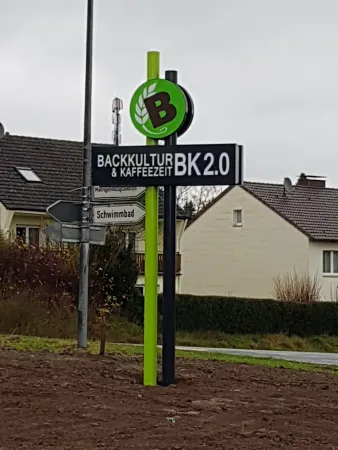 B
BACKKULTUR
& KAFFEEZEIT
BK 2.0
Schwimmbad